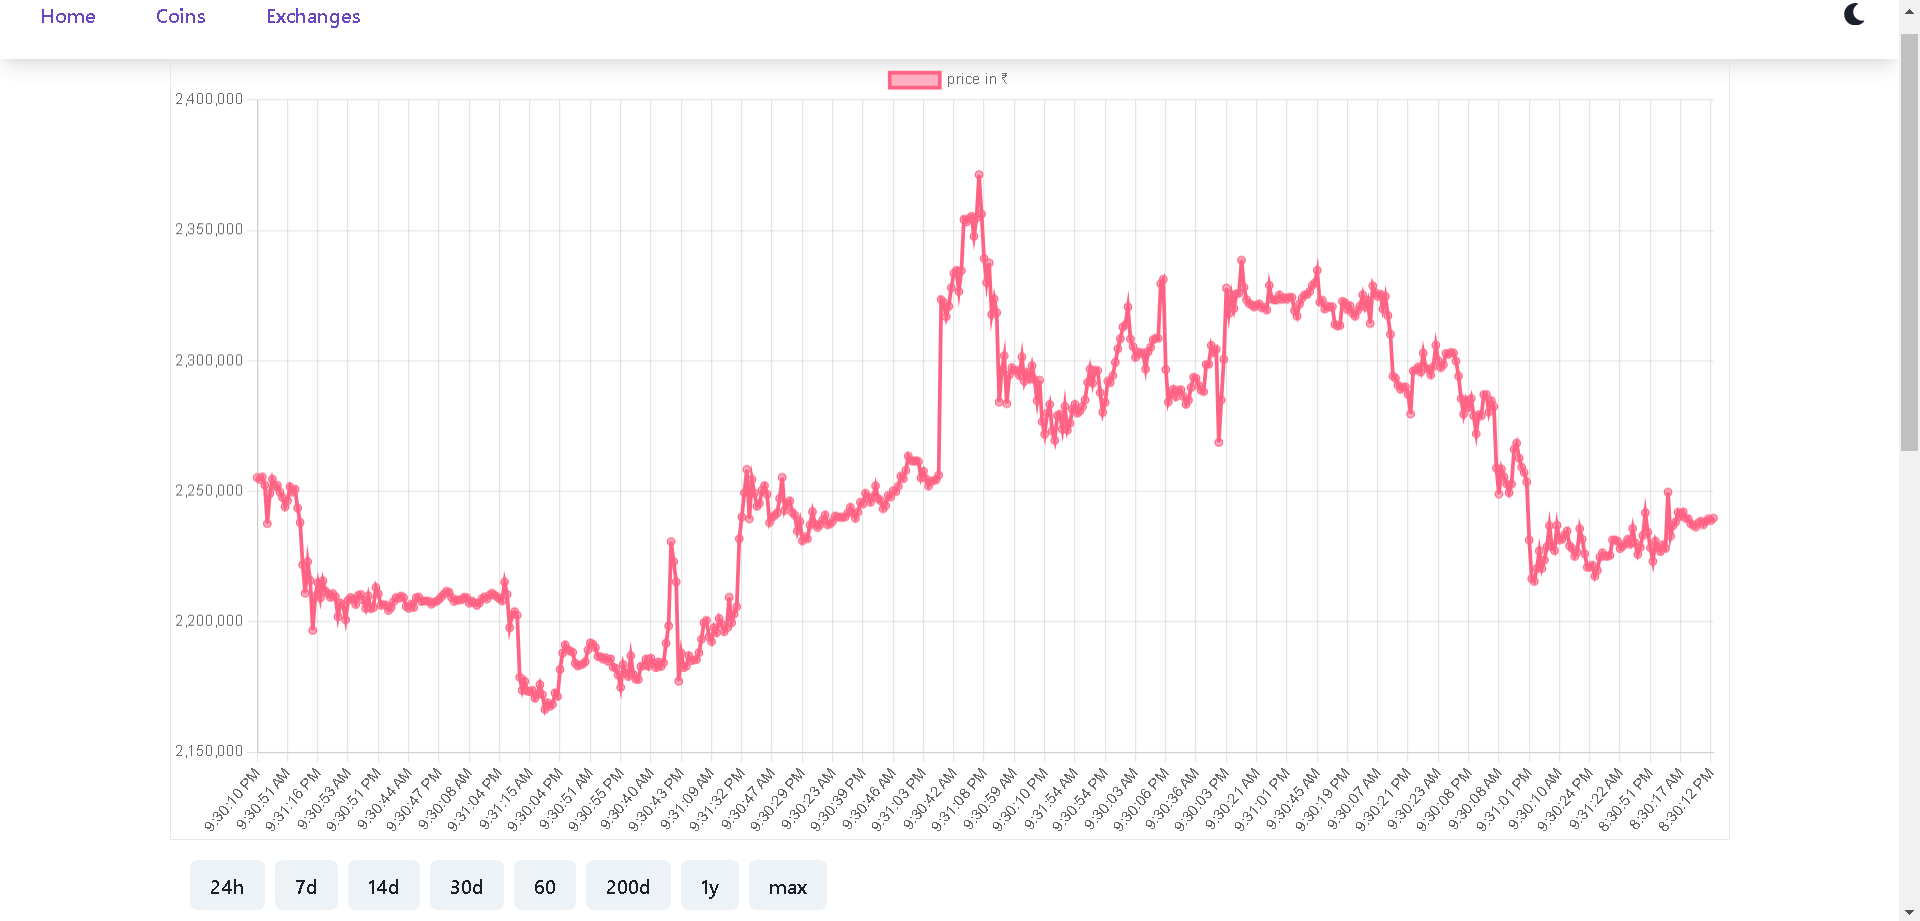 Home Coins Exchanges
price in ₹
2,400,000
2,350,000
2,300,000
2,250,000
2,200,000
2,150,000
9:30:10 PM
9:30:51 AM
9:31:16 PM
9:30:53 AM
9:30:51 PM
9:30:44 AM
9:30:47 PM
9:30:08 AM
9:31:04 PM
9:31:15 AM
9:30:04 PM
9:30:51 AM
9:30:55 PM
9:30:40 AM
9:30:43 PM
9:31:09 AM
9:31:32 PM
9:30:47 AM
9:30:29 PM
9:30:23 AM
9:30:39 PM
9:30:46 AM
9:31:03 PM
9:30:42 AM
9:31:08 PM
9:30:59 AM
9:30:10 PM
9:31:54 AM
9:30:54 PM
9:30:03 AM
9:30:06 PM
9:30:36 AM
9:30:03 PM
9:30:21 AM
9:31:01 PM
9:30:45 AM
9:30:19 PM
9:30:07 AM
9:30:21 PM
9:30:23 AM
9:30:08 PM
9:30:08 AM
9:31:01 PM
9:30:10 AM
9:30:24 PM
9:31:22 AM
8:30:51 PM
8:30:17 AM
8:30:12 PM
24h 7d 14d 30d 60 200d 1y max